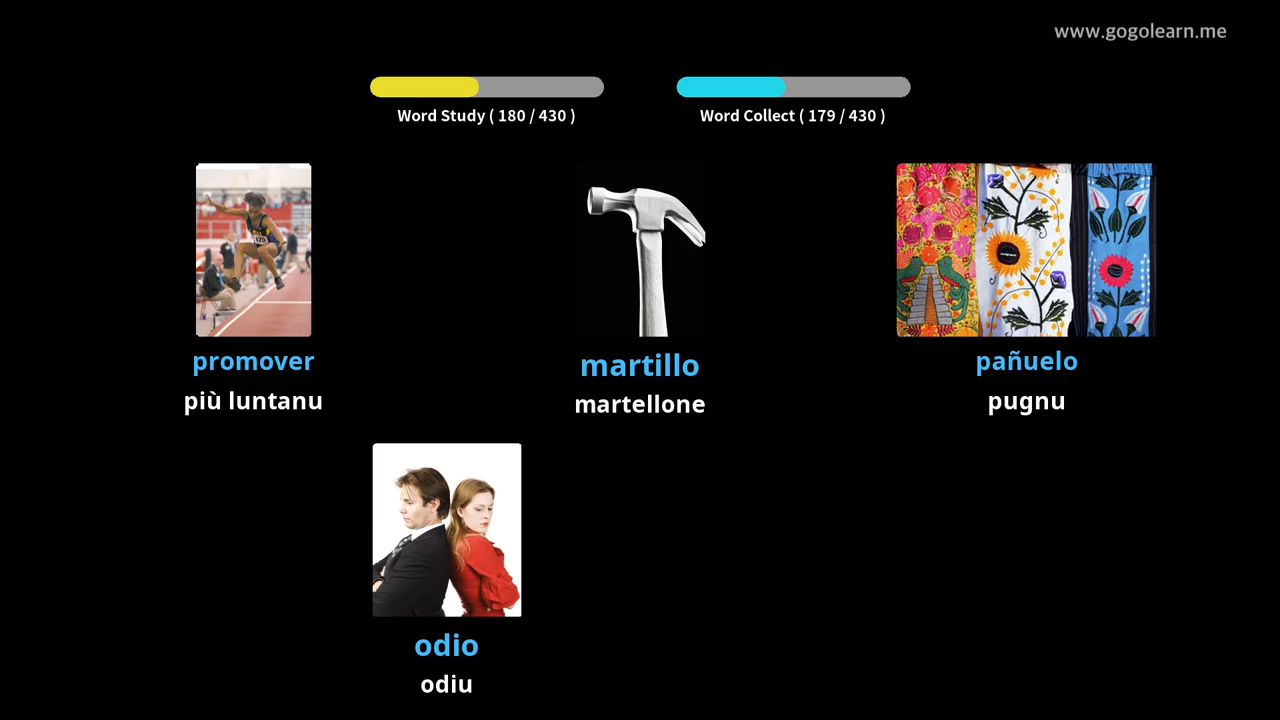 www.gogolearn.me
Word Study ( 180 / 430 )
Word Collect ( 179 / 430 )
promover
più luntanu
martillo
martellone
pañuelo
pugnu
odio
odiu